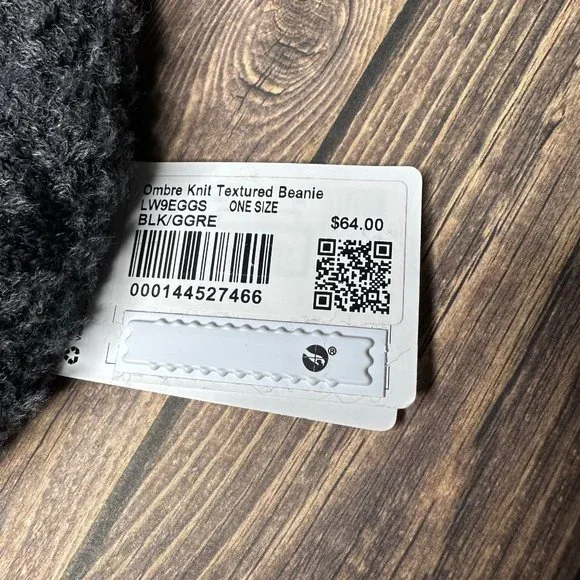 Ombre Knit Textured Beanie
LW9EGGS ONE SIZE
BLK/GGRE $64.00
000144527466
®